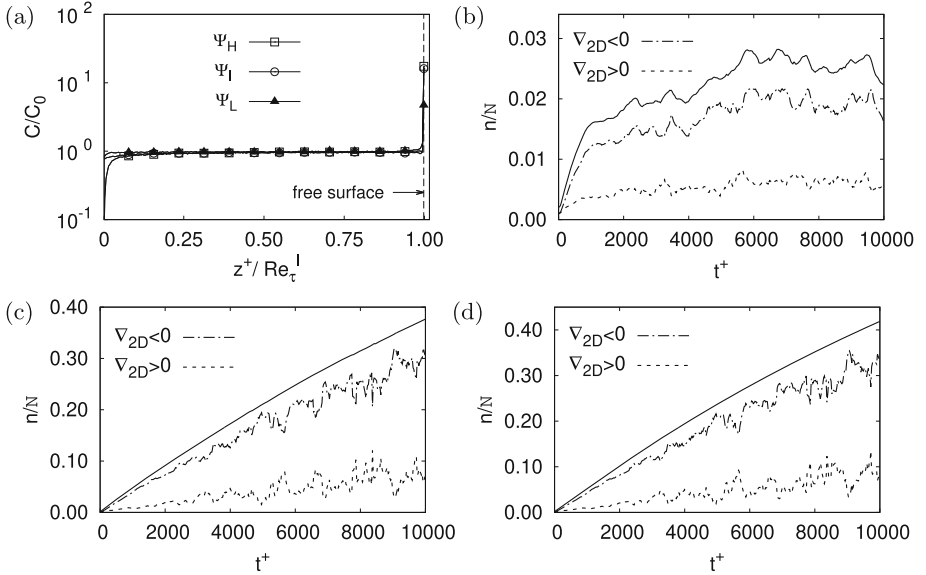 (a)
10^2
10^1
10^0
10^-1
C/C_0
Ψ_H
Ψ_I
Ψ_L
free surface
0 0.25 0.50 0.75 1.00
z^+/ Re_τ^I
(b)
0.03
0.02
0.01
0.00
n/N
∇_2D<0
∇_2D>0
0 2000 4000 6000 8000 10000
t^+
(c)
0.40
0.30
0.20
0.10
0.00
n/N
∇_2D<0
∇_2D>0
0 2000 4000 6000 8000 10000
t^+
(d)
0.40
0.30
0.20
0.10
0.00
n/N
∇_2D<0
∇_2D>0
0 2000 4000 6000 8000 10000
t^+